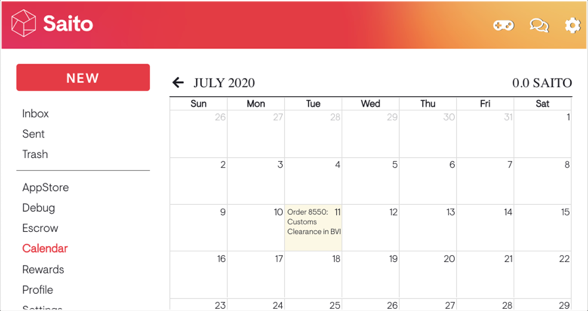 Saito
NEW
Inbox
Sent
Trash
AppStore
Debug
Escrow
Calendar
Rewards
Profile
Settings
JULY 2020 0.0 SAITO
Sun Mon Tue Wed Thu Fri Sat
26 27 28 29 30 31 1
2 3 4 5 6 7 8
9 10 11 12 13 14 15
Order 8550:
Customs
Clearance in BVI
16 17 18 19 20 21 22
23 24 25 26 27 28 29